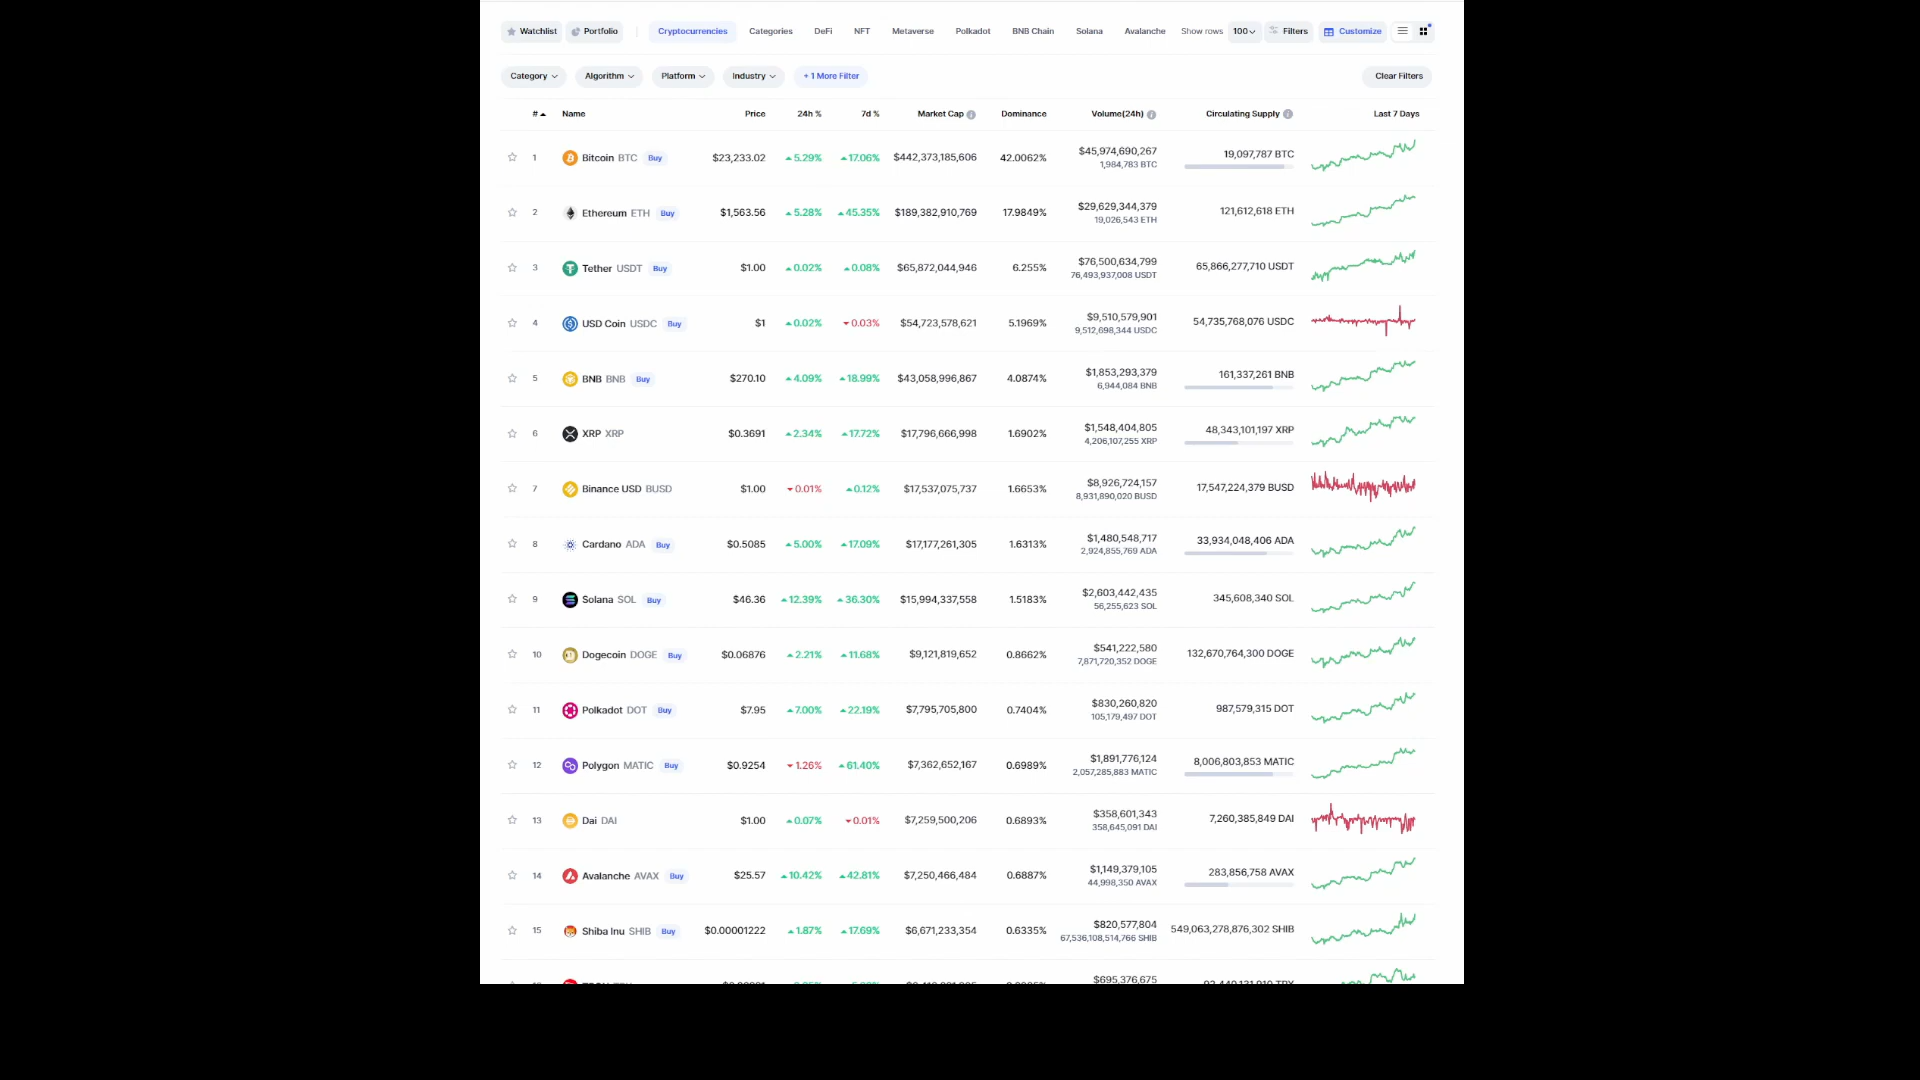 Watchlist Portfolio Cryptocurrencies Categories DeFi NFT Metaverse Polkadot BNB Chain Solana Avalanche Show rows 100 Filters Customize
Category Algorithm Platform Industry + 1 More Filter Clear Filters
# Name Price 24h % 7d % Market Cap Dominance Volume(24h) Circulating Supply Last 7 Days
1 Bitcoin BTC Buy $23,233.02 5.29% 17.06% $442,373,185,606 42.0062% $45,974,690,267 19,097,787 BTC
1,984,783 BTC
2 Ethereum ETH Buy $1,563.56 5.28% 45.35% $189,382,910,769 17.9849% $29,629,344,379 121,612,618 ETH
19,026,543 ETH
3 Tether USDT Buy $1.00 0.02% 0.08% $65,872,044,946 6.255% $76,500,634,799 65,866,277,710 USDT
76,493,937,008 USDT
4 USD Coin USDC Buy $1 0.02% 0.03% $54,723,578,621 5.1969% $9,510,579,901 54,735,768,076 USDC
9,512,698,344 USDC
5 BNB BNB Buy $270.10 4.09% 18.99% $43,058,996,867 4.0874% $1,853,293,379 161,337,261 BNB
6,944,084 BNB
6 XRP XRP $0.3691 2.34% 17.72% $17,796,666,998 1.6902% $1,548,404,805 48,343,101,197 XRP
4,206,107,255 XRP
7 Binance USD BUSD $1.00 0.01% 0.12% $17,537,075,737 1.6653% $8,926,724,157 17,547,224,379 BUSD
8,931,890,020 BUSD
8 Cardano ADA Buy $0.5085 5.00% 17.09% $17,177,261,305 1.6313% $1,480,548,717 33,934,048,406 ADA
2,924,855,769 ADA
9 Solana SOL Buy $46.36 12.39% 36.30% $15,994,337,558 1.5183% $2,603,442,435 345,608,340 SOL
56,255,623 SOL
10 Dogecoin DOGE Buy $0.06876 2.21% 11.68% $9,121,819,652 0.8662% $541,222,580 132,670,764,300 DOGE
7,871,720,352 DOGE
11 Polkadot DOT Buy $7.95 7.00% 22.19% $7,795,705,800 0.7404% $830,260,820 987,579,315 DOT
105,179,497 DOT
12 Polygon MATIC Buy $0.9254 1.26% 61.40% $7,362,652,167 0.6989% $1,891,776,124 8,006,803,853 MATIC
2,057,285,883 MATIC
13 Dai DAI $1.00 0.07% 0.01% $7,259,500,206 0.6893% $358,601,343 7,260,385,849 DAI
358,645,091 DAI
14 Avalanche AVAX Buy $25.57 10.42% 42.81% $7,250,466,484 0.6887% $1,149,379,105 283,856,758 AVAX
44,998,350 AVAX
15 Shiba Inu SHIB Buy $0.00001222 1.87% 17.69% $6,671,233,354 0.6335% $820,577,804 549,063,278,876,302 SHIB
67,536,108,514,766 SHIB
$695,376,675